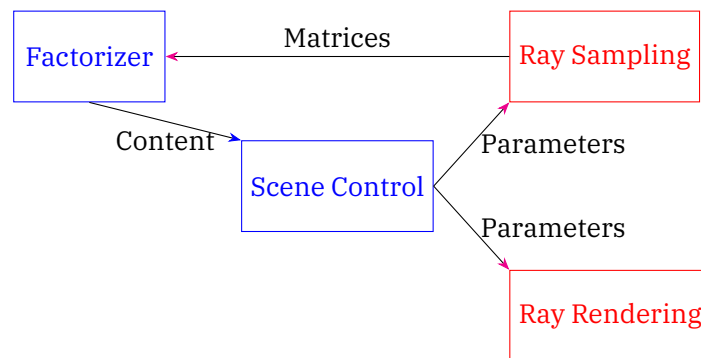 Matrices
Factorizer
Ray Sampling
Content
Parameters
Scene Control
Parameters
Ray Rendering